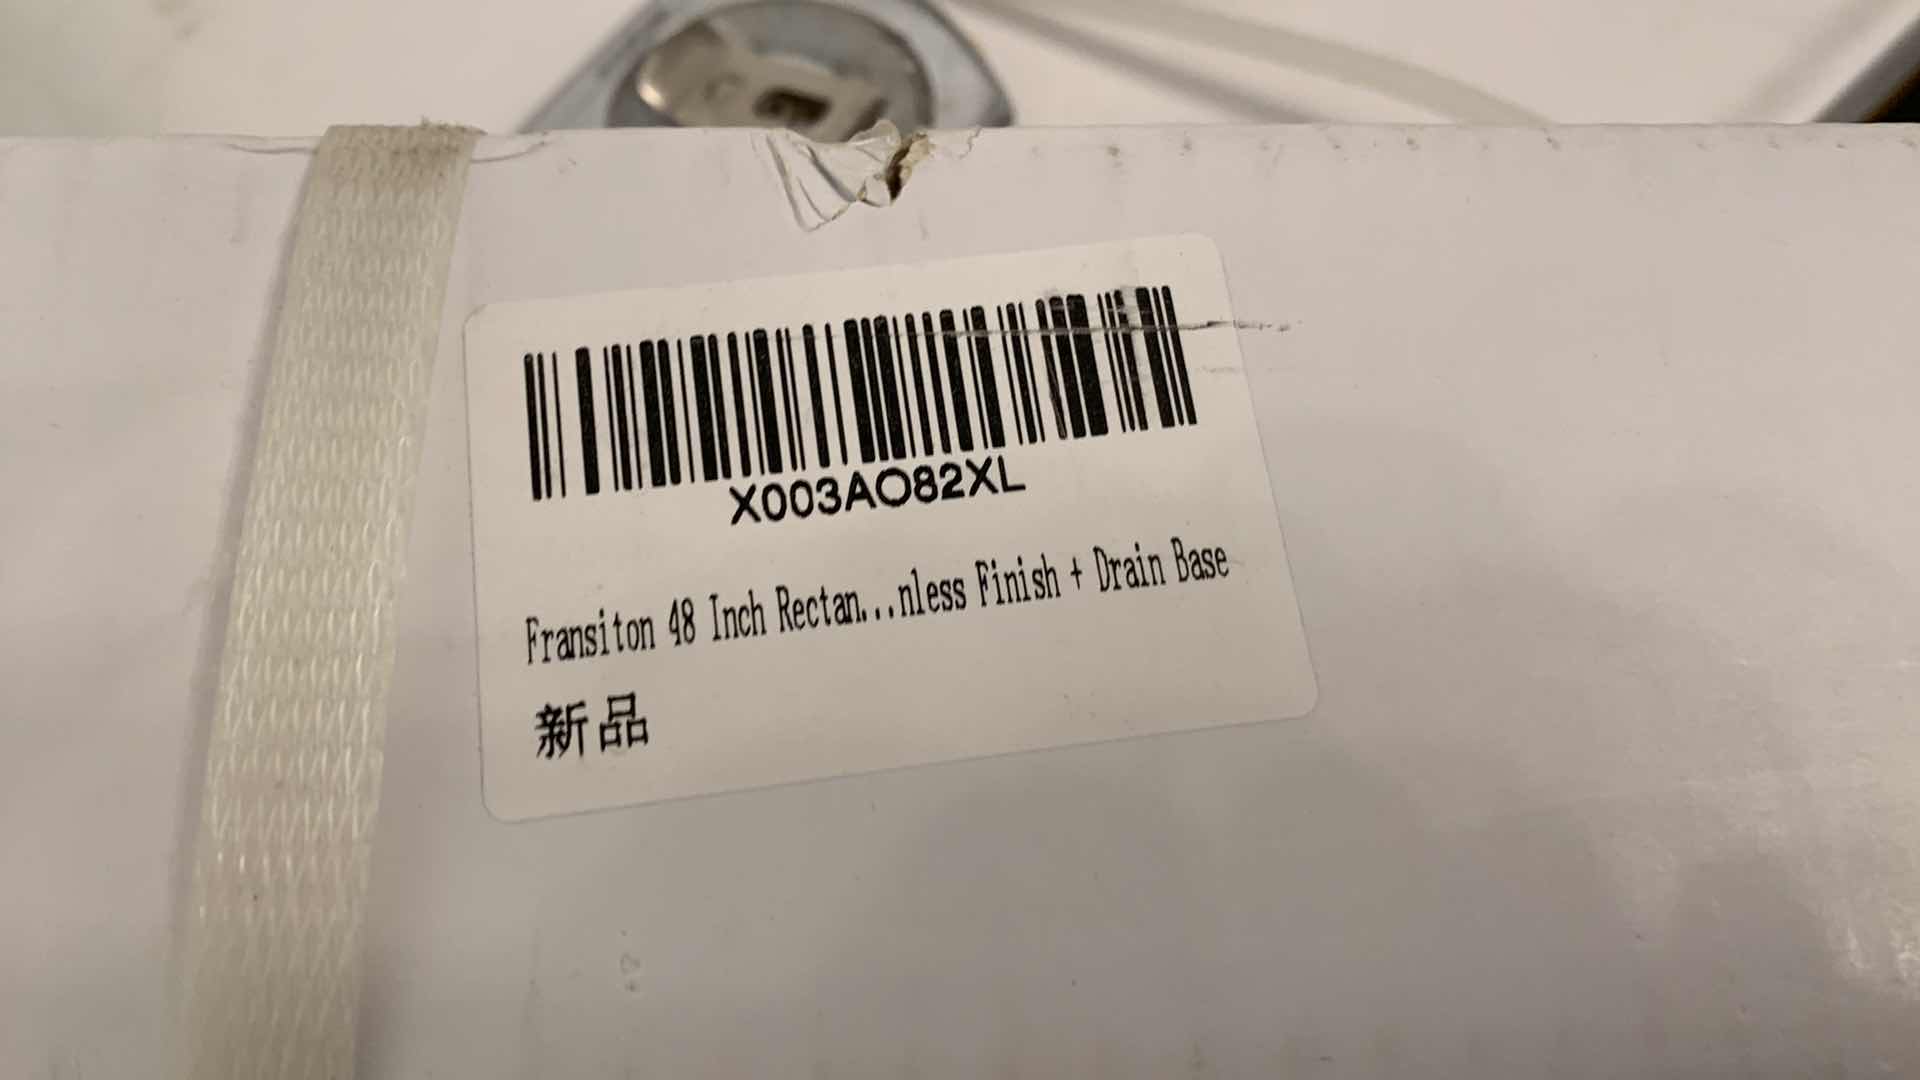 X003AO82XL
Fransiton 48 Inch Rectan...nless Finish + Drain Base
新品